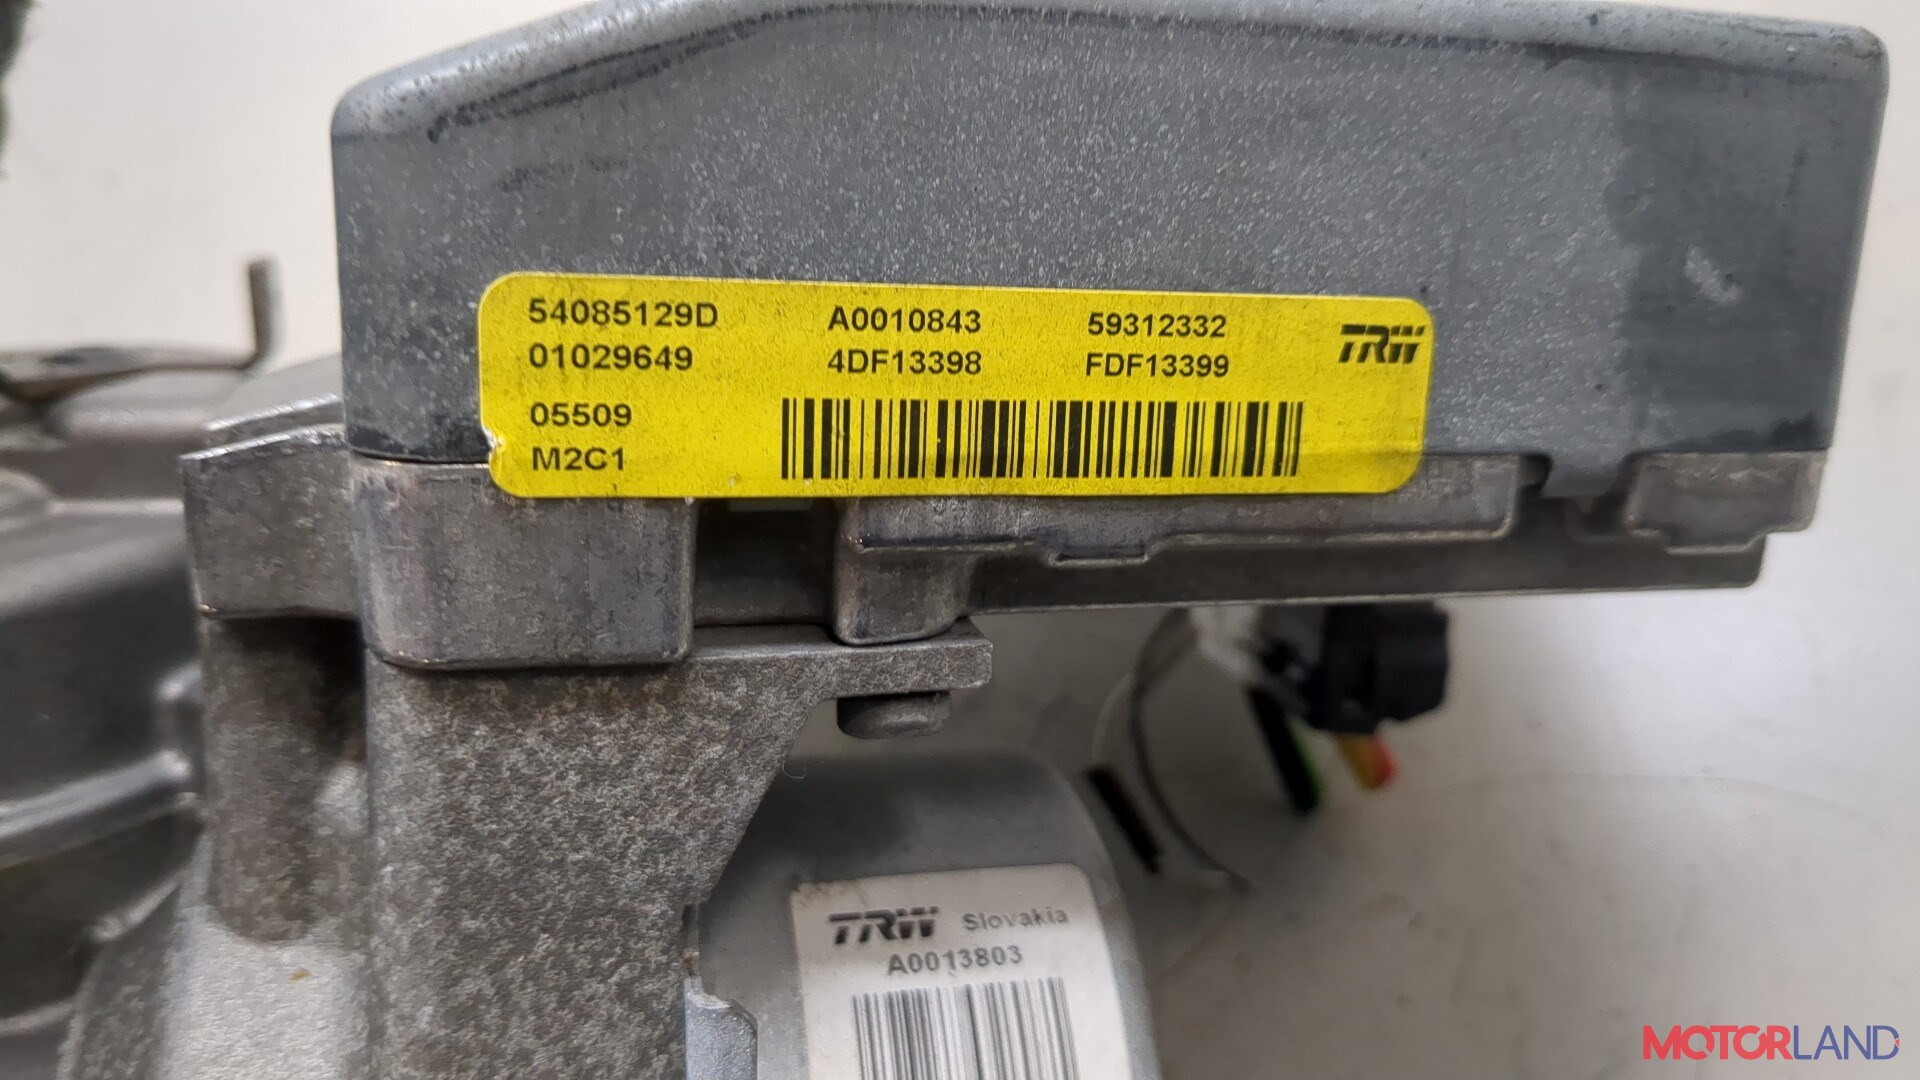 54085129D A0010843 59312332 TRW
01029649 4DF13398 FDF13399
05509
M2C1
TRW Slovakia
A0013803
MOTORLAND